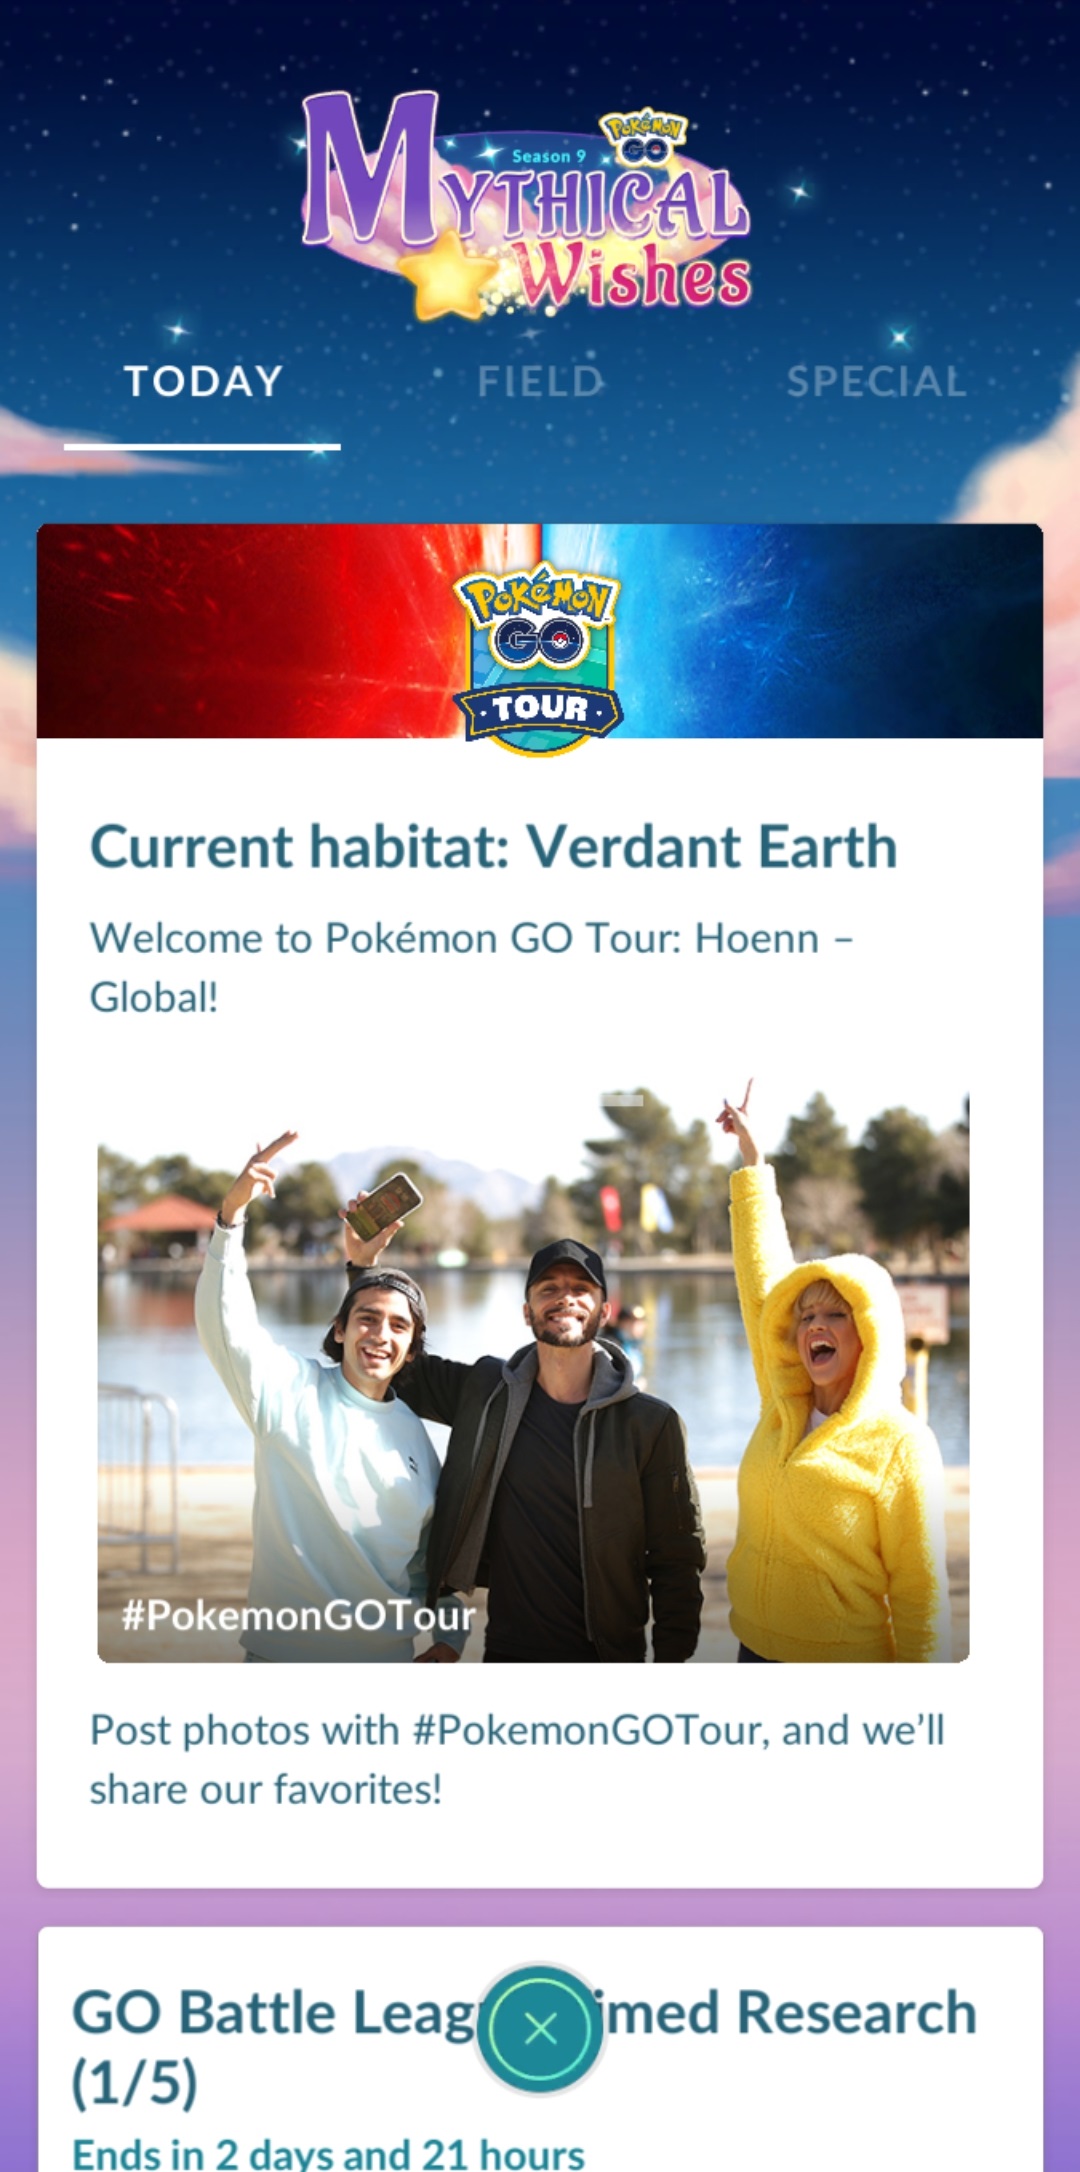 Pokémon GO
Season 9
Mythical
Wishes
TODAY
FIELD
SPECIAL
Pokémon
GO
TOUR
Current habitat: Verdant Earth
Welcome to Pokémon GO Tour: Hoenn –
Global!
#PokemonGOTour
Post photos with #PokemonGOTour, and we’ll
share our favorites!
GO Battle Leag imed Research
(1/5)
Ends in 2 days and 21 hours